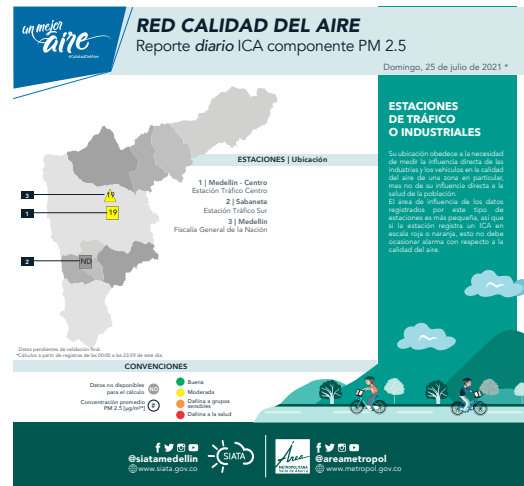 un mejor
aire
#CalidadDelAire
RED CALIDAD DEL AIRE
Reporte diario ICA componente PM 2.5
Domingo, 25 de julio de 2021 *
ESTACIONES
DE TRÁFICO
O INDUSTRIALES
Su ubicación obedece a la necesidad
de medir la influencia directa de las
industrias y los vehículos en la calidad
del aire de una zona en particular,
mas no de su influencia directa a la
salud de la población.
El área de influencia de los datos
registrados por este tipo de
estaciones es más pequeña, así que
si la estación registra un ICA en
escala roja o naranja, esto no debe
ocasionar alarma con respecto a la
calidad del aire.
ESTACIONES | Ubicación
1 | Medellín - Centro
Estación Tráfico Centro
2 | Sabaneta
Estación Tráfico Sur
3 | Medellín
Fiscalía General de la Nación
3
19
1
19
2
ND
Datos pendientes de validación final.
*Cálculos a partir de registros de las 00:00 a las 23:59 de este día.
CONVENCIONES
Datos no disponibles
para el cálculo
ND
Concentración promedio
PM 2.5 [µg/m³*]
#
Buena
Moderada
Dañina a grupos
sensibles
Dañina a la salud
@siatamedellin
www.siata.gov.co
SIATA
Área
METROPOLITANA
Valle de Aburrá
@areametropol
www.metropol.gov.co